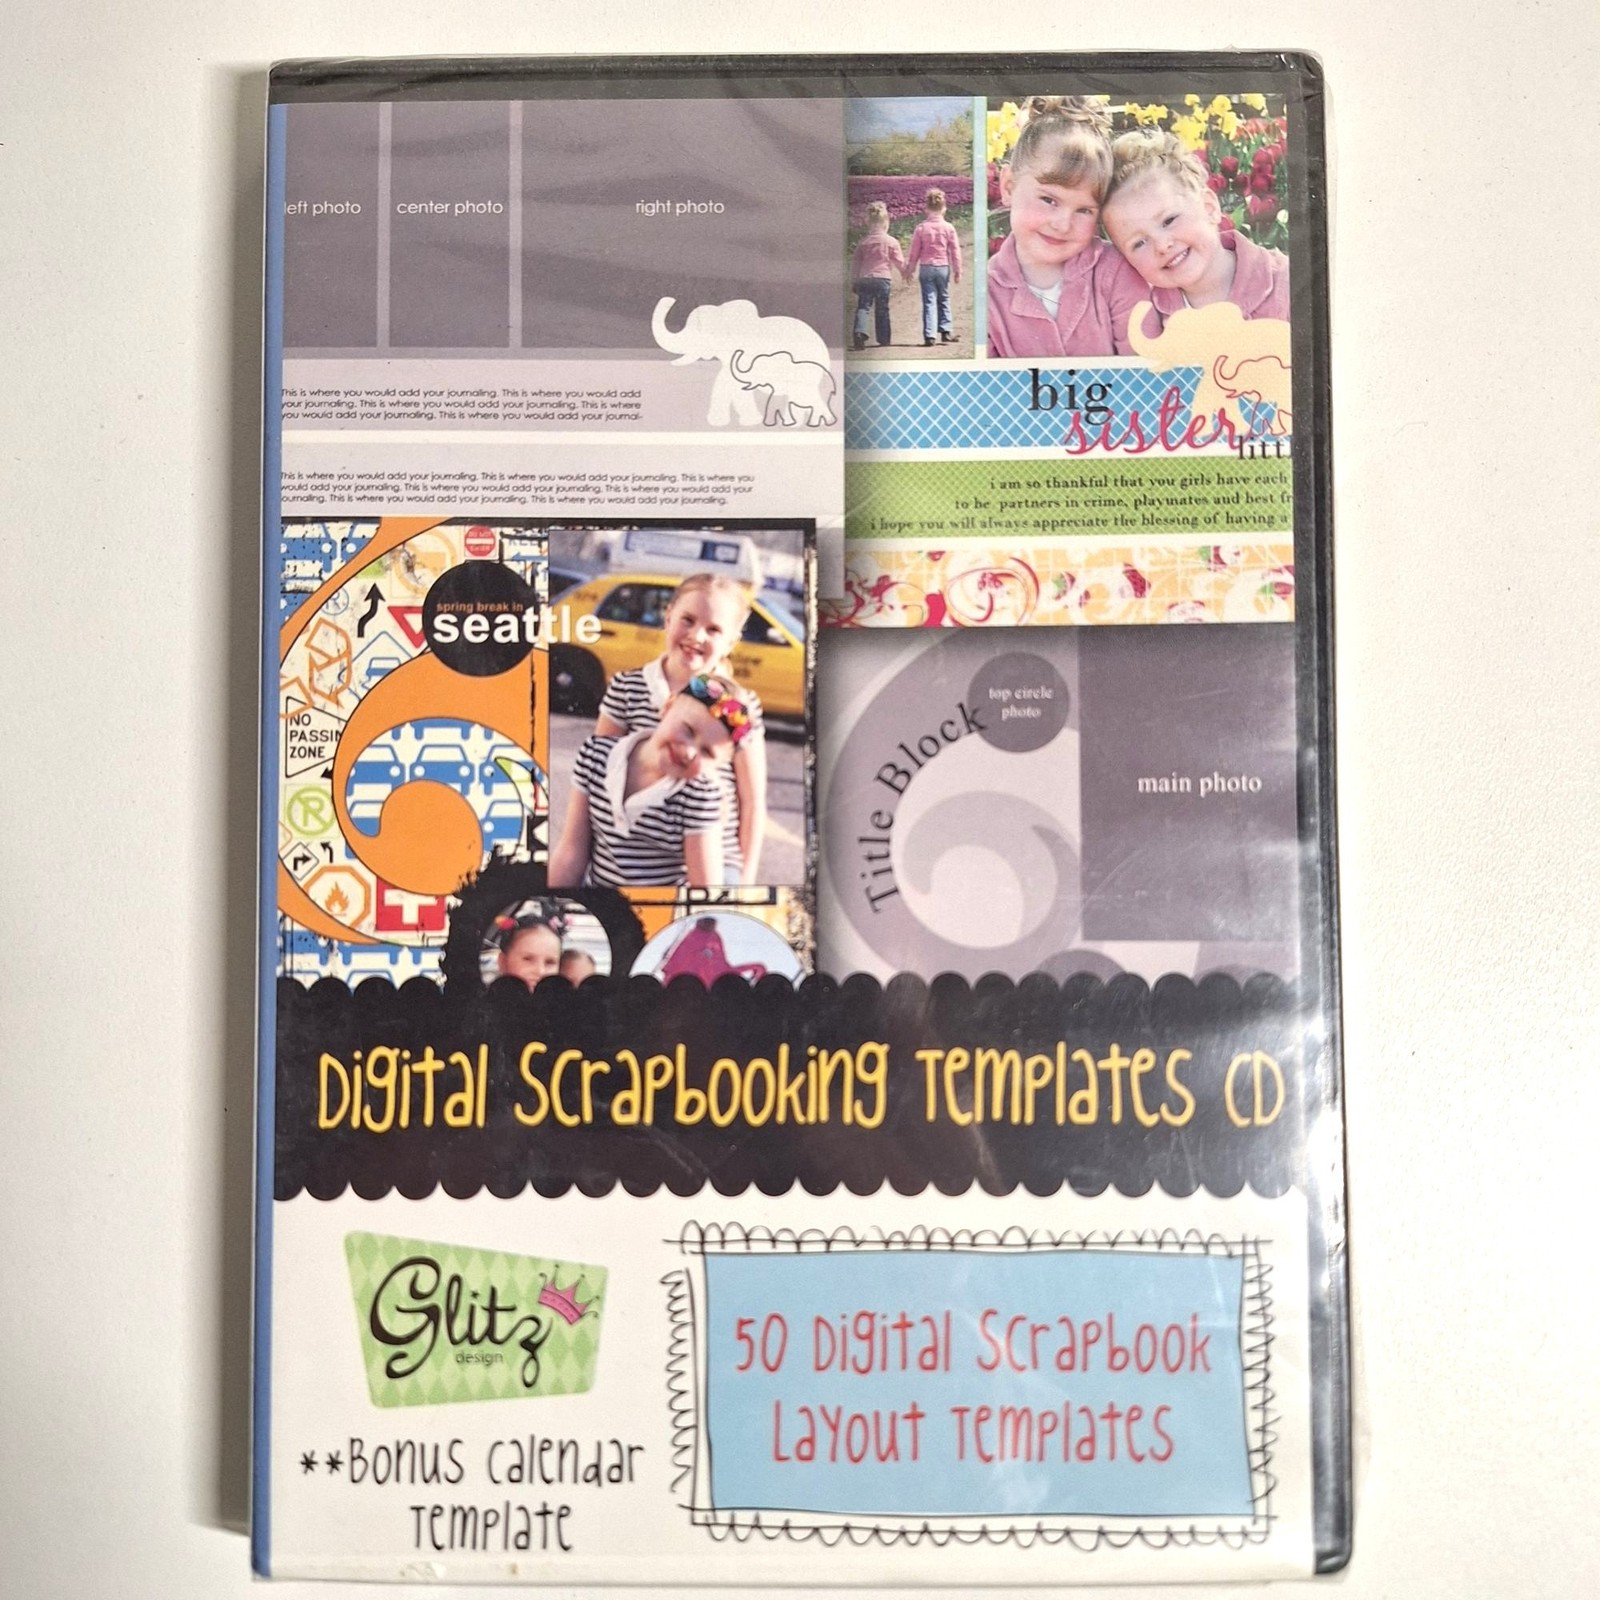 left photo
center photo
right photo
This is where you would add your journaling. This is where you would add
your journaling. This is where you would add your journaling. This is where
you would add your journaling. This is where you would add your journal-
This is where you would add your journaling. This is where you would add your journaling. This is where you
would add your journaling. This is where you would add your journaling. This is where you would add your
journaling. This is where you would add your journaling. This is where you would add your journaling.
big
sister
littl
i am so thankful that you girls have each
to be partners in crime, playmates and best fr
i hope you will always appreciate the blessing of having a
DO NOT
ENTER
spring break in
seattle
NO
PASSIN
ZONE
R
top circle
photo
Title Block
main photo
Digital Scrapbooking Templates CD
Glitz
design
50 Digital Scrapbook
Layout Templates
**Bonus Calendar
Template